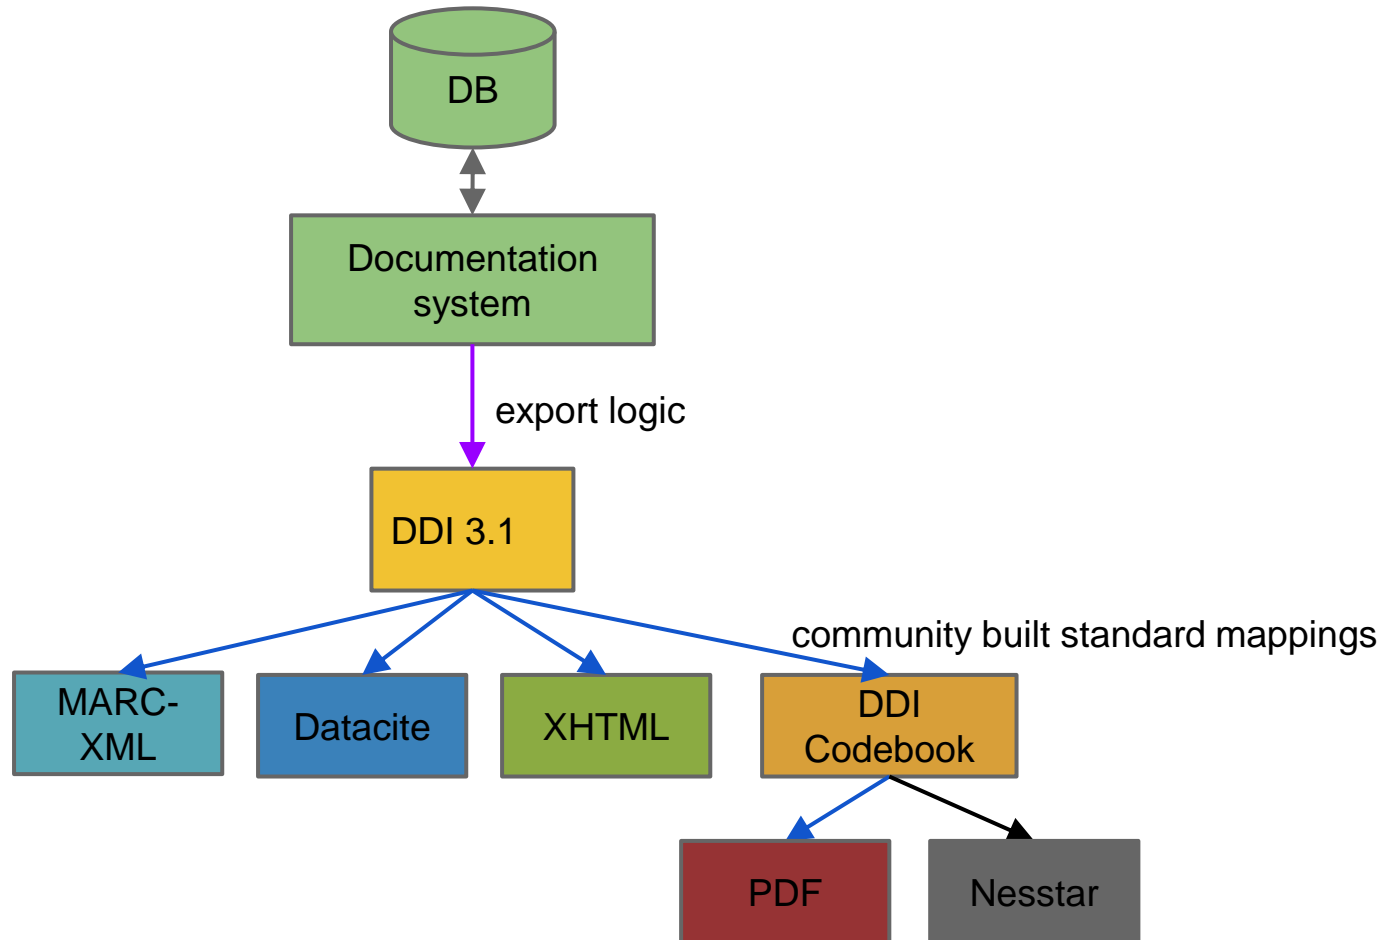 DB
Documentation
system
export logic
DDI 3.1
community built standard mappings
MARC-
XML
Datacite
XHTML
DDI
Codebook
PDF
Nesstar